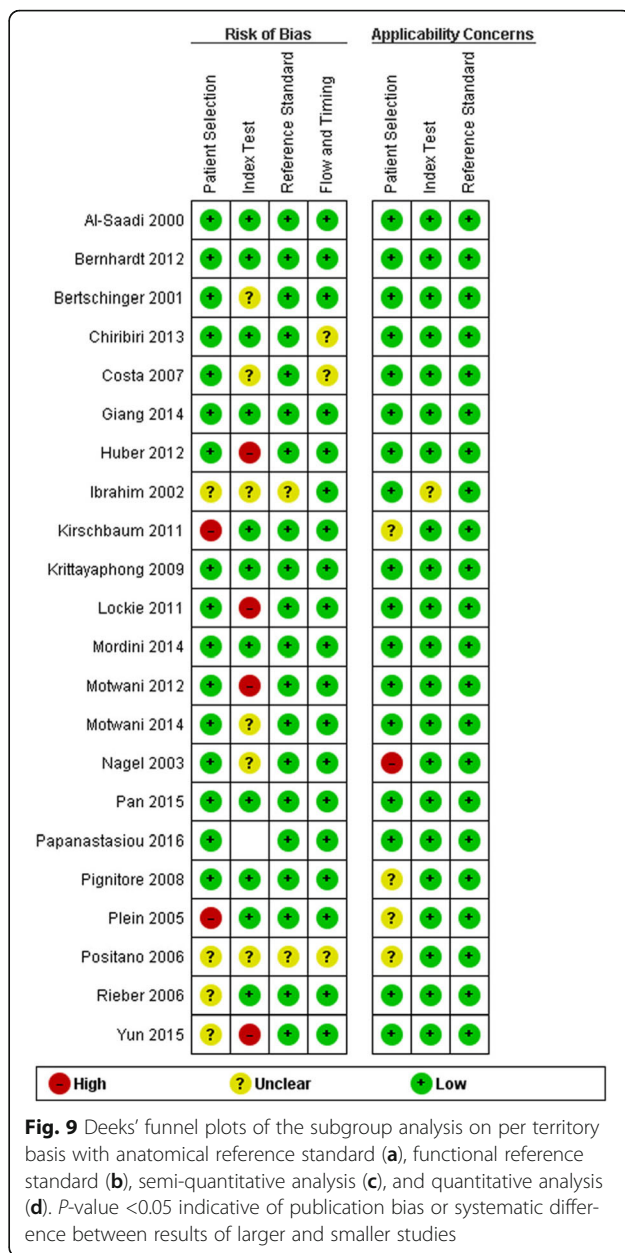 Risk of Bias Applicability Concerns
Patient Selection
Index Test
Reference Standard
Flow and Timing
Patient Selection
Index Test
Reference Standard
Al-Saadi 2000 + + + + + + +
Bernhardt 2012 + + + + + + +
Bertschinger 2001 + ? + + + + +
Chiribiri 2013 + + + ? + + +
Costa 2007 + ? + ? + + +
Giang 2014 + + + + + + +
Huber 2012 + - + + + + +
Ibrahim 2002 ? ? ? + + ? +
Kirschbaum 2011 - + + + ? + +
Krittayaphong 2009 + + + + + + +
Lockie 2011 + - + + + + +
Mordini 2014 + + + + + + +
Motwani 2012 + - + + + + +
Motwani 2014 + ? + + + + +
Nagel 2003 + ? + + - + +
Pan 2015 + + + + + + +
Papanastasiou 2016 + + + + + +
Pignitore 2008 + + + + ? + +
Plein 2005 - + + + ? + +
Positano 2006 ? ? ? ? ? + +
Rieber 2006 ? + + + + + +
Yun 2015 ? - + + + + +
- High ? Unclear + Low
Fig. 9 Deeks' funnel plots of the subgroup analysis on per territory
basis with anatomical reference standard (a), functional reference
standard (b), semi-quantitative analysis (c), and quantitative analysis
(d). P-value <0.05 indicative of publication bias or systematic differ-
ence between results of larger and smaller studies